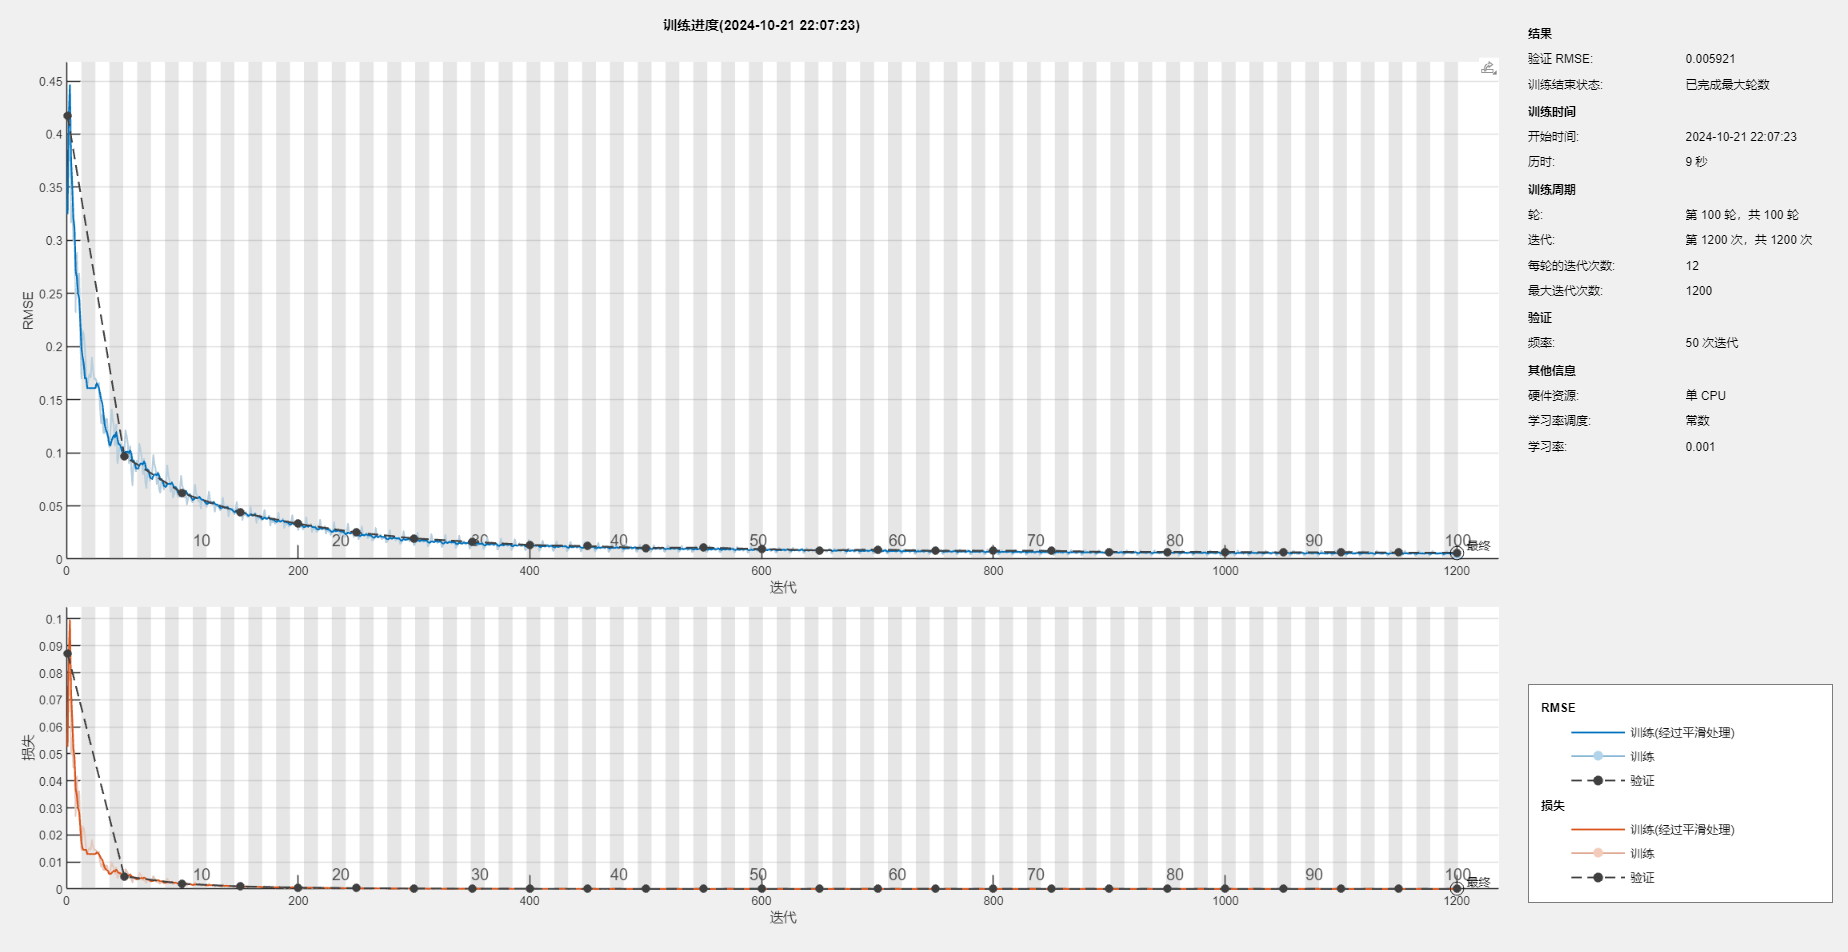 训练进度(2024-10-21 22:07:23)
0.45
0.4
0.35
0.3
0.25
0.2
0.15
0.1
0.05
0
RMSE
10 20 30 40 50 60 70 80 90 100
最终
0 200 400 600 800 1000 1200
迭代
0.1
0.09
0.08
0.07
0.06
0.05
0.04
0.03
0.02
0.01
0
损失
10 20 30 40 50 60 70 80 90 100
最终
0 200 400 600 800 1000 1200
迭代
结果
验证 RMSE: 0.005921
训练结束状态: 已完成最大轮数
训练时间
开始时间: 2024-10-21 22:07:23
历时: 9 秒
训练周期
轮: 第 100 轮，共 100 轮
迭代: 第 1200 次，共 1200 次
每轮的迭代次数: 12
最大迭代次数: 1200
验证
频率: 50 次迭代
其他信息
硬件资源: 单 CPU
学习率调度: 常数
学习率: 0.001
RMSE
训练(经过平滑处理)
训练
验证
损失
训练(经过平滑处理)
训练
验证